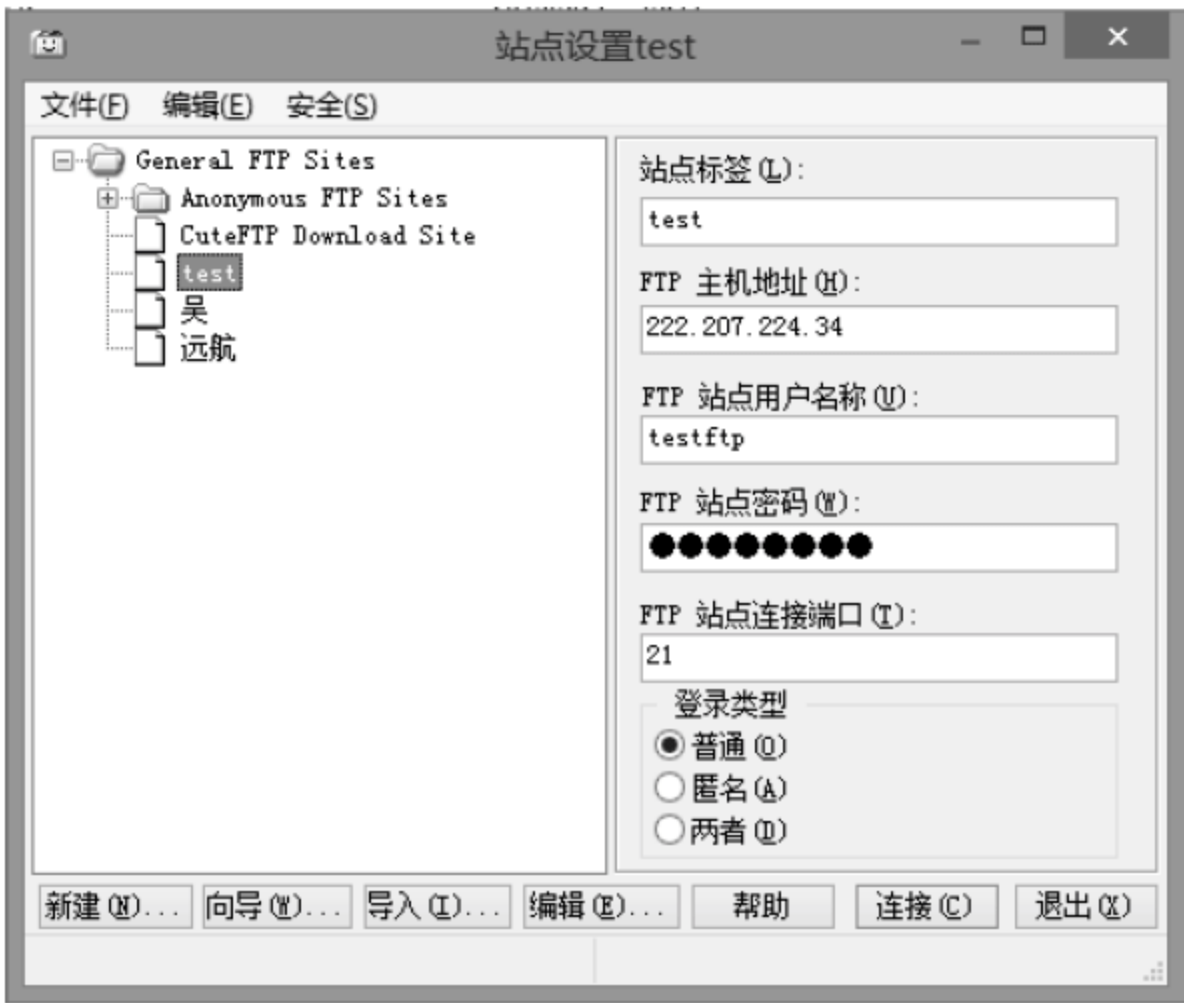 站点设置test
文件(F) 编辑(E) 安全(S)
General FTP Sites
Anonymous FTP Sites
CuteFTP Download Site
test
吴
远航
站点标签(L):
test
FTP 主机地址(H):
222.207.224.34
FTP 站点用户名称(U):
testftp
FTP 站点密码(W):
●●●●●●●●
FTP 站点连接端口(T):
21
登录类型
普通(O)
匿名(A)
两者(D)
新建(N)... 向导(W)... 导入(I)... 编辑(E)... 帮助 连接(C) 退出(X)